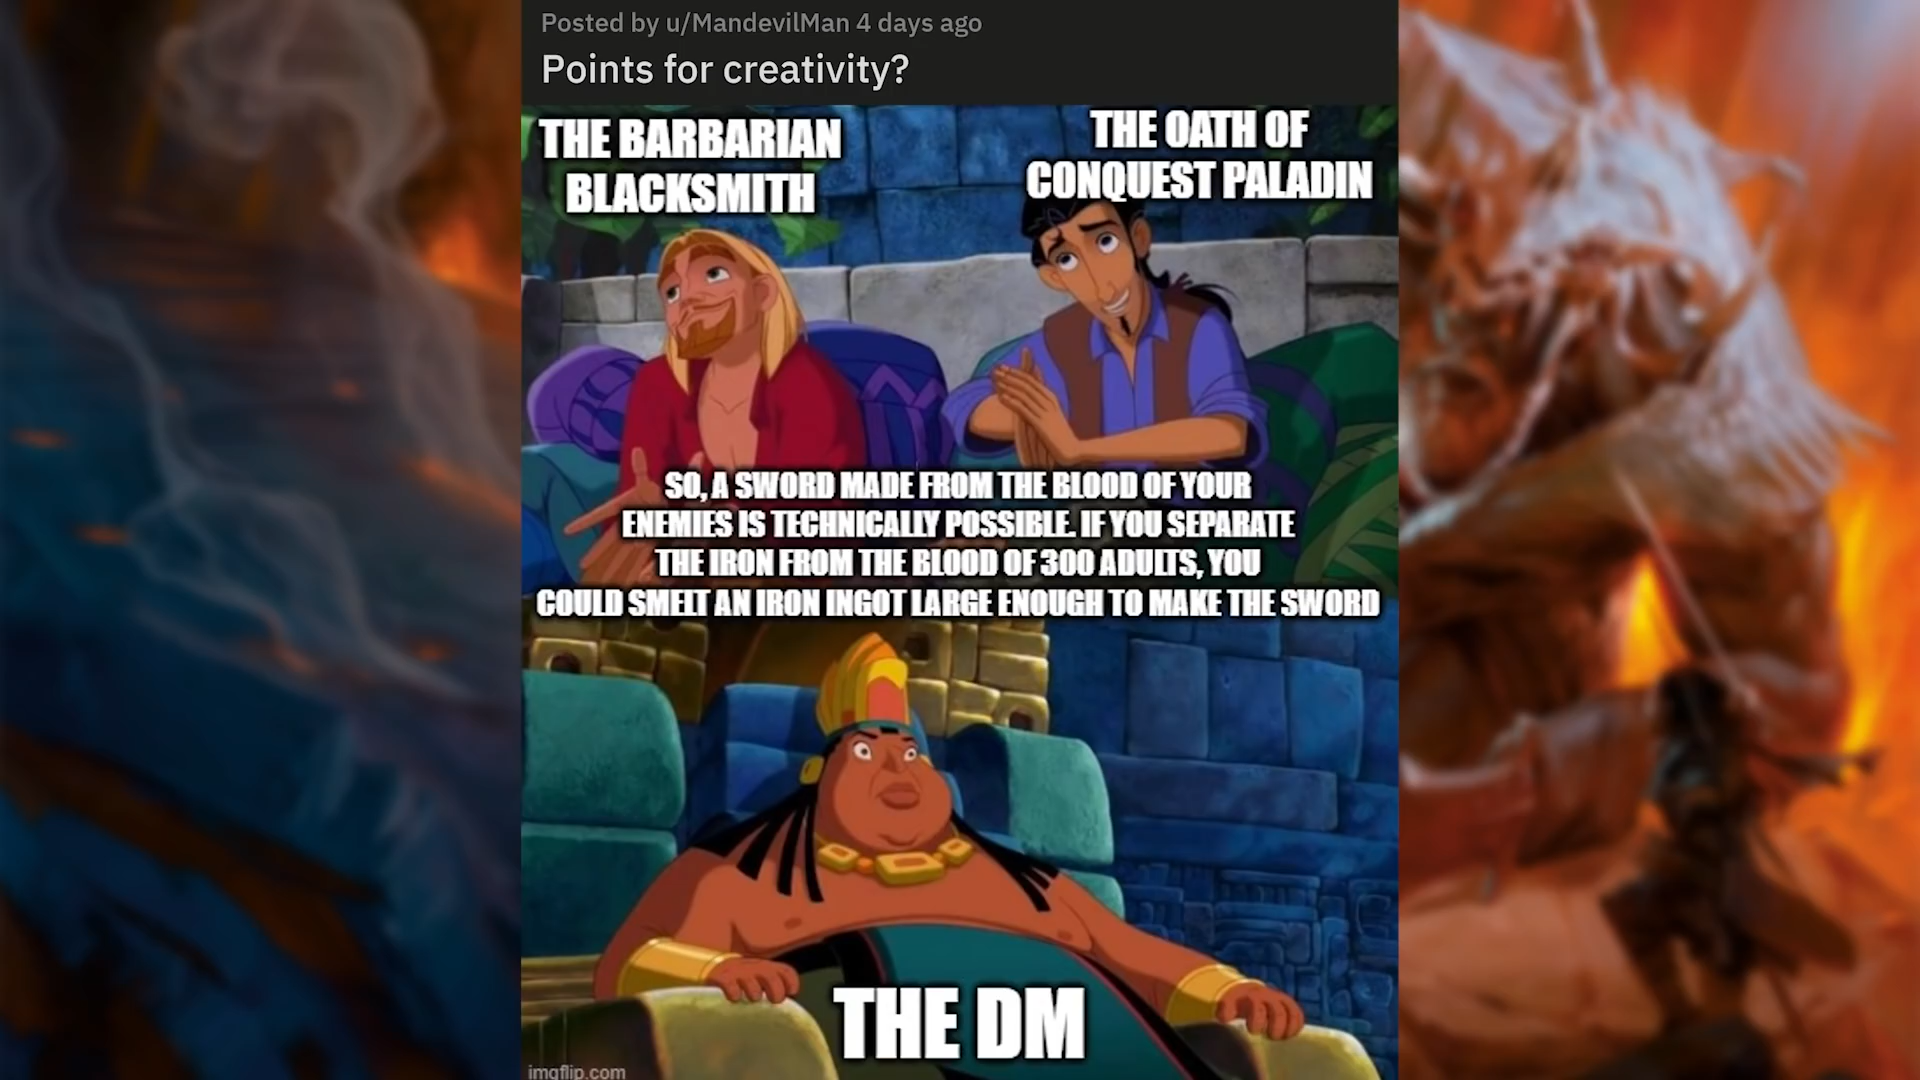 Posted by u/MandevilMan 4 days ago
Points for creativity?
THE BARBARIAN
BLACKSMITH
THE OATH OF
CONQUEST PALADIN
SO, A SWORD MADE FROM THE BLOOD OF YOUR
ENEMIES IS TECHNICALLY POSSIBLE. IF YOU SEPARATE
THE IRON FROM THE BLOOD OF 300 ADULTS, YOU
COULD SMELT AN IRON INGOT LARGE ENOUGH TO MAKE THE SWORD
THE DM
imgflip.com